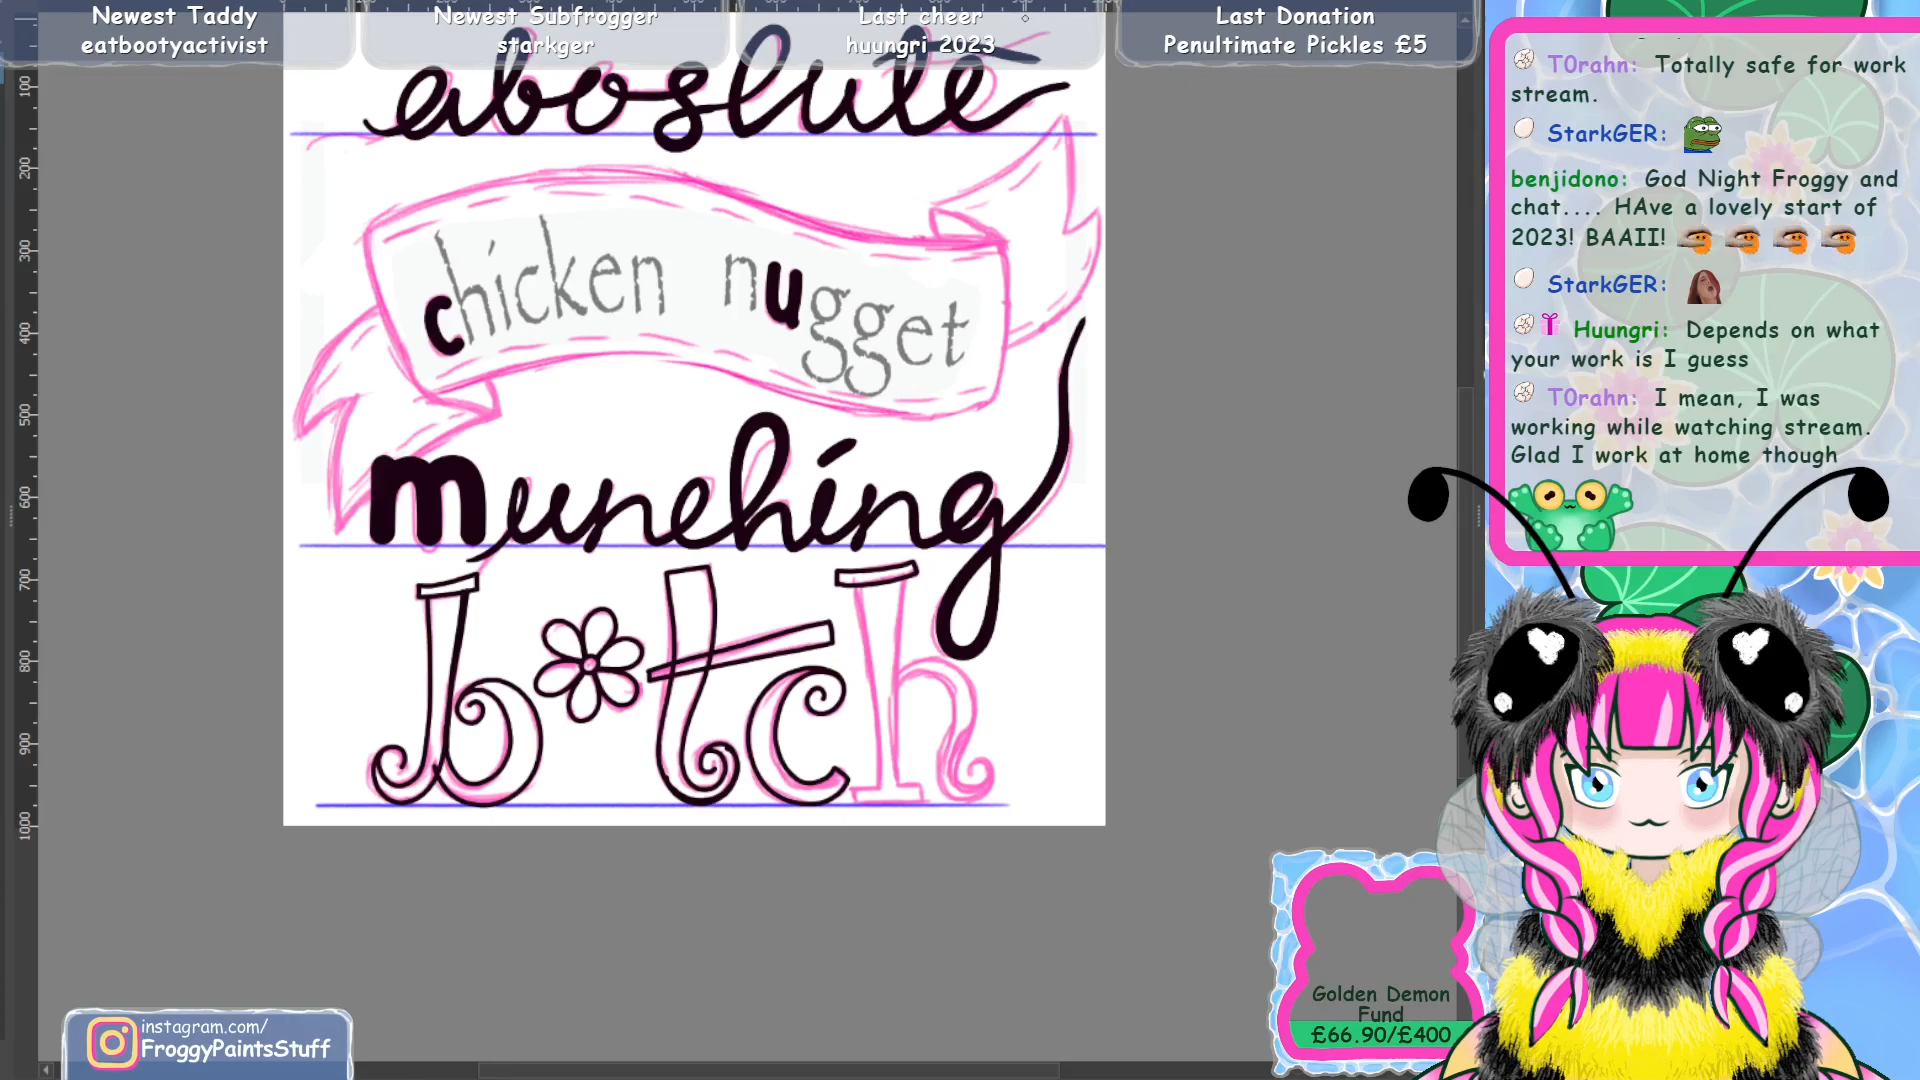 Newest Taddy
eatbootyactivist
Newest Subfrogger
starkger
Last cheer
huungri 2023
Last Donation
Penultimate Pickles £5
aboslute
chicken nugget
munching
b*tch
T0rahn: Totally safe for work
stream.
StarkGER:
benjidono: God Night Froggy and
chat.... HAve a lovely start of
2023! BAAII!
StarkGER:
Huungri: Depends on what
your work is I guess
T0rahn: I mean, I was
working while watching stream.
Glad I work at home though
Golden Demon
Fund
£66.90/£400
instagram.com/
FroggyPaintsStuff
100
200
300
400
500
600
700
800
900
1000